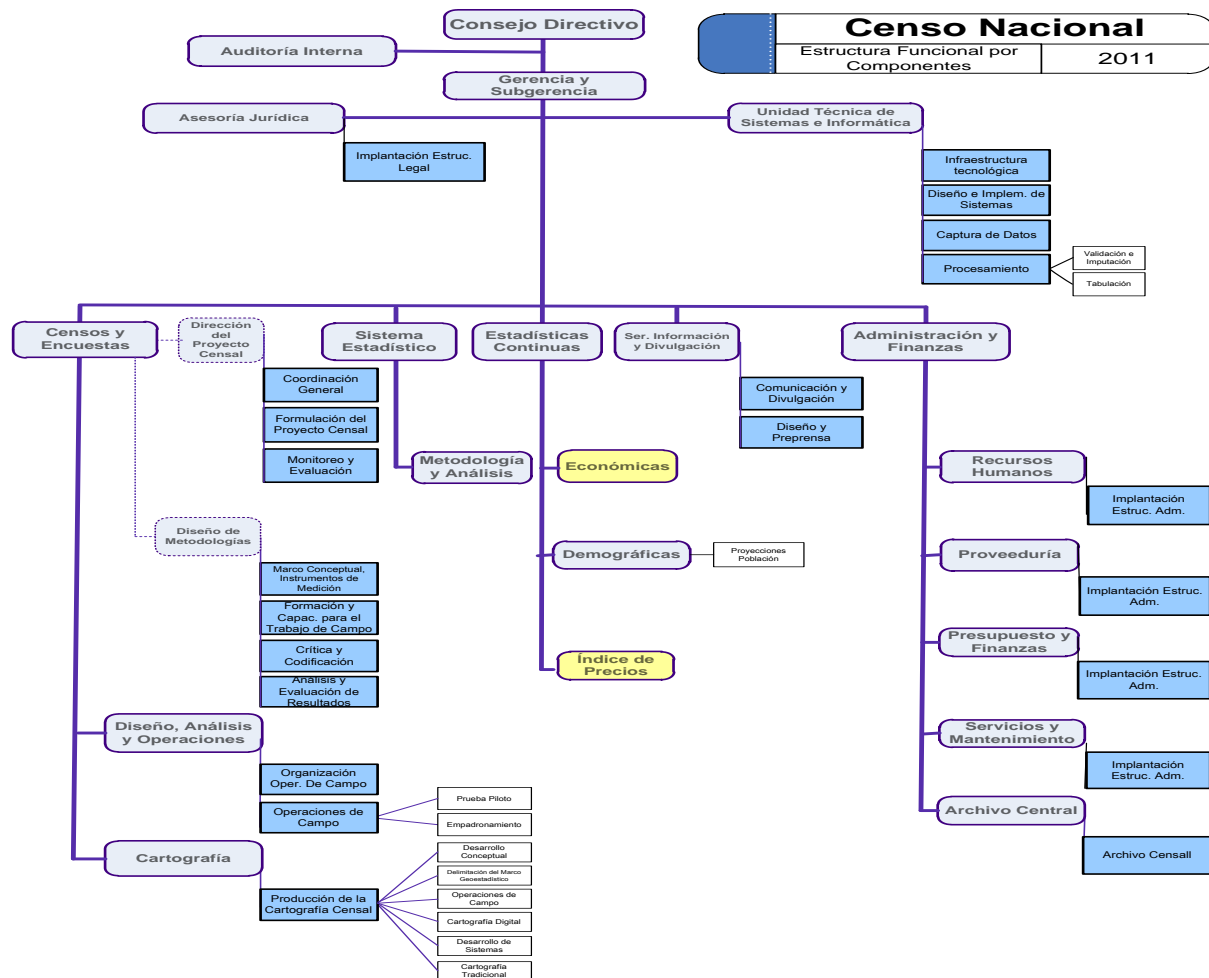 Consejo Directivo
Censo Nacional
Estructura Funcional por
Componentes
2011
Auditoría Interna
Gerencia y
Subgerencia
Asesoría Jurídica
Unidad Técnica de
Sistemas e Informática
Implantación Estruc.
Legal
Infraestructura
tecnológica
Diseño e Implem. de
Sistemas
Captura de Datos
Procesamiento
Validación e
Imputación
Tabulación
Censos y
Encuestas
Dirección
del
Proyecto
Censal
Sistema
Estadístico
Estadísticas
Continuas
Ser. Información
y Divulgación
Administración y
Finanzas
Coordinación
General
Formulación del
Proyecto Censal
Monitoreo y
Evaluación
Metodología
y Análisis
Económicas
Comunicación y
Divulgación
Diseño y
Preprensa
Recursos
Humanos
Implantación
Estruc. Adm.
Diseño de
Metodologías
Demográficas
Proyecciones
Población
Proveeduría
Implantación Estruc.
Adm.
Marco Conceptual,
Instrumentos de
Medición
Formación y
Capac. para el
Trabajo de Campo
Crítica y
Codificación
Análisis y
Evaluación de
Resultados
Índice de
Precios
Presupuesto y
Finanzas
Implantación Estruc.
Adm.
Diseño, Análisis
y Operaciones
Servicios y
Mantenimiento
Organización
Oper. De Campo
Operaciones de
Campo
Prueba Piloto
Empadronamiento
Implantación
Estruc. Adm.
Archivo Central
Archivo Censall
Cartografía
Producción de la
Cartografía Censal
Desarrollo
Conceptual
Delimitación del Marco
Geoestadístico
Operaciones de
Campo
Cartografía Digital
Desarrollo de
Sistemas
Cartografía
Tradicional